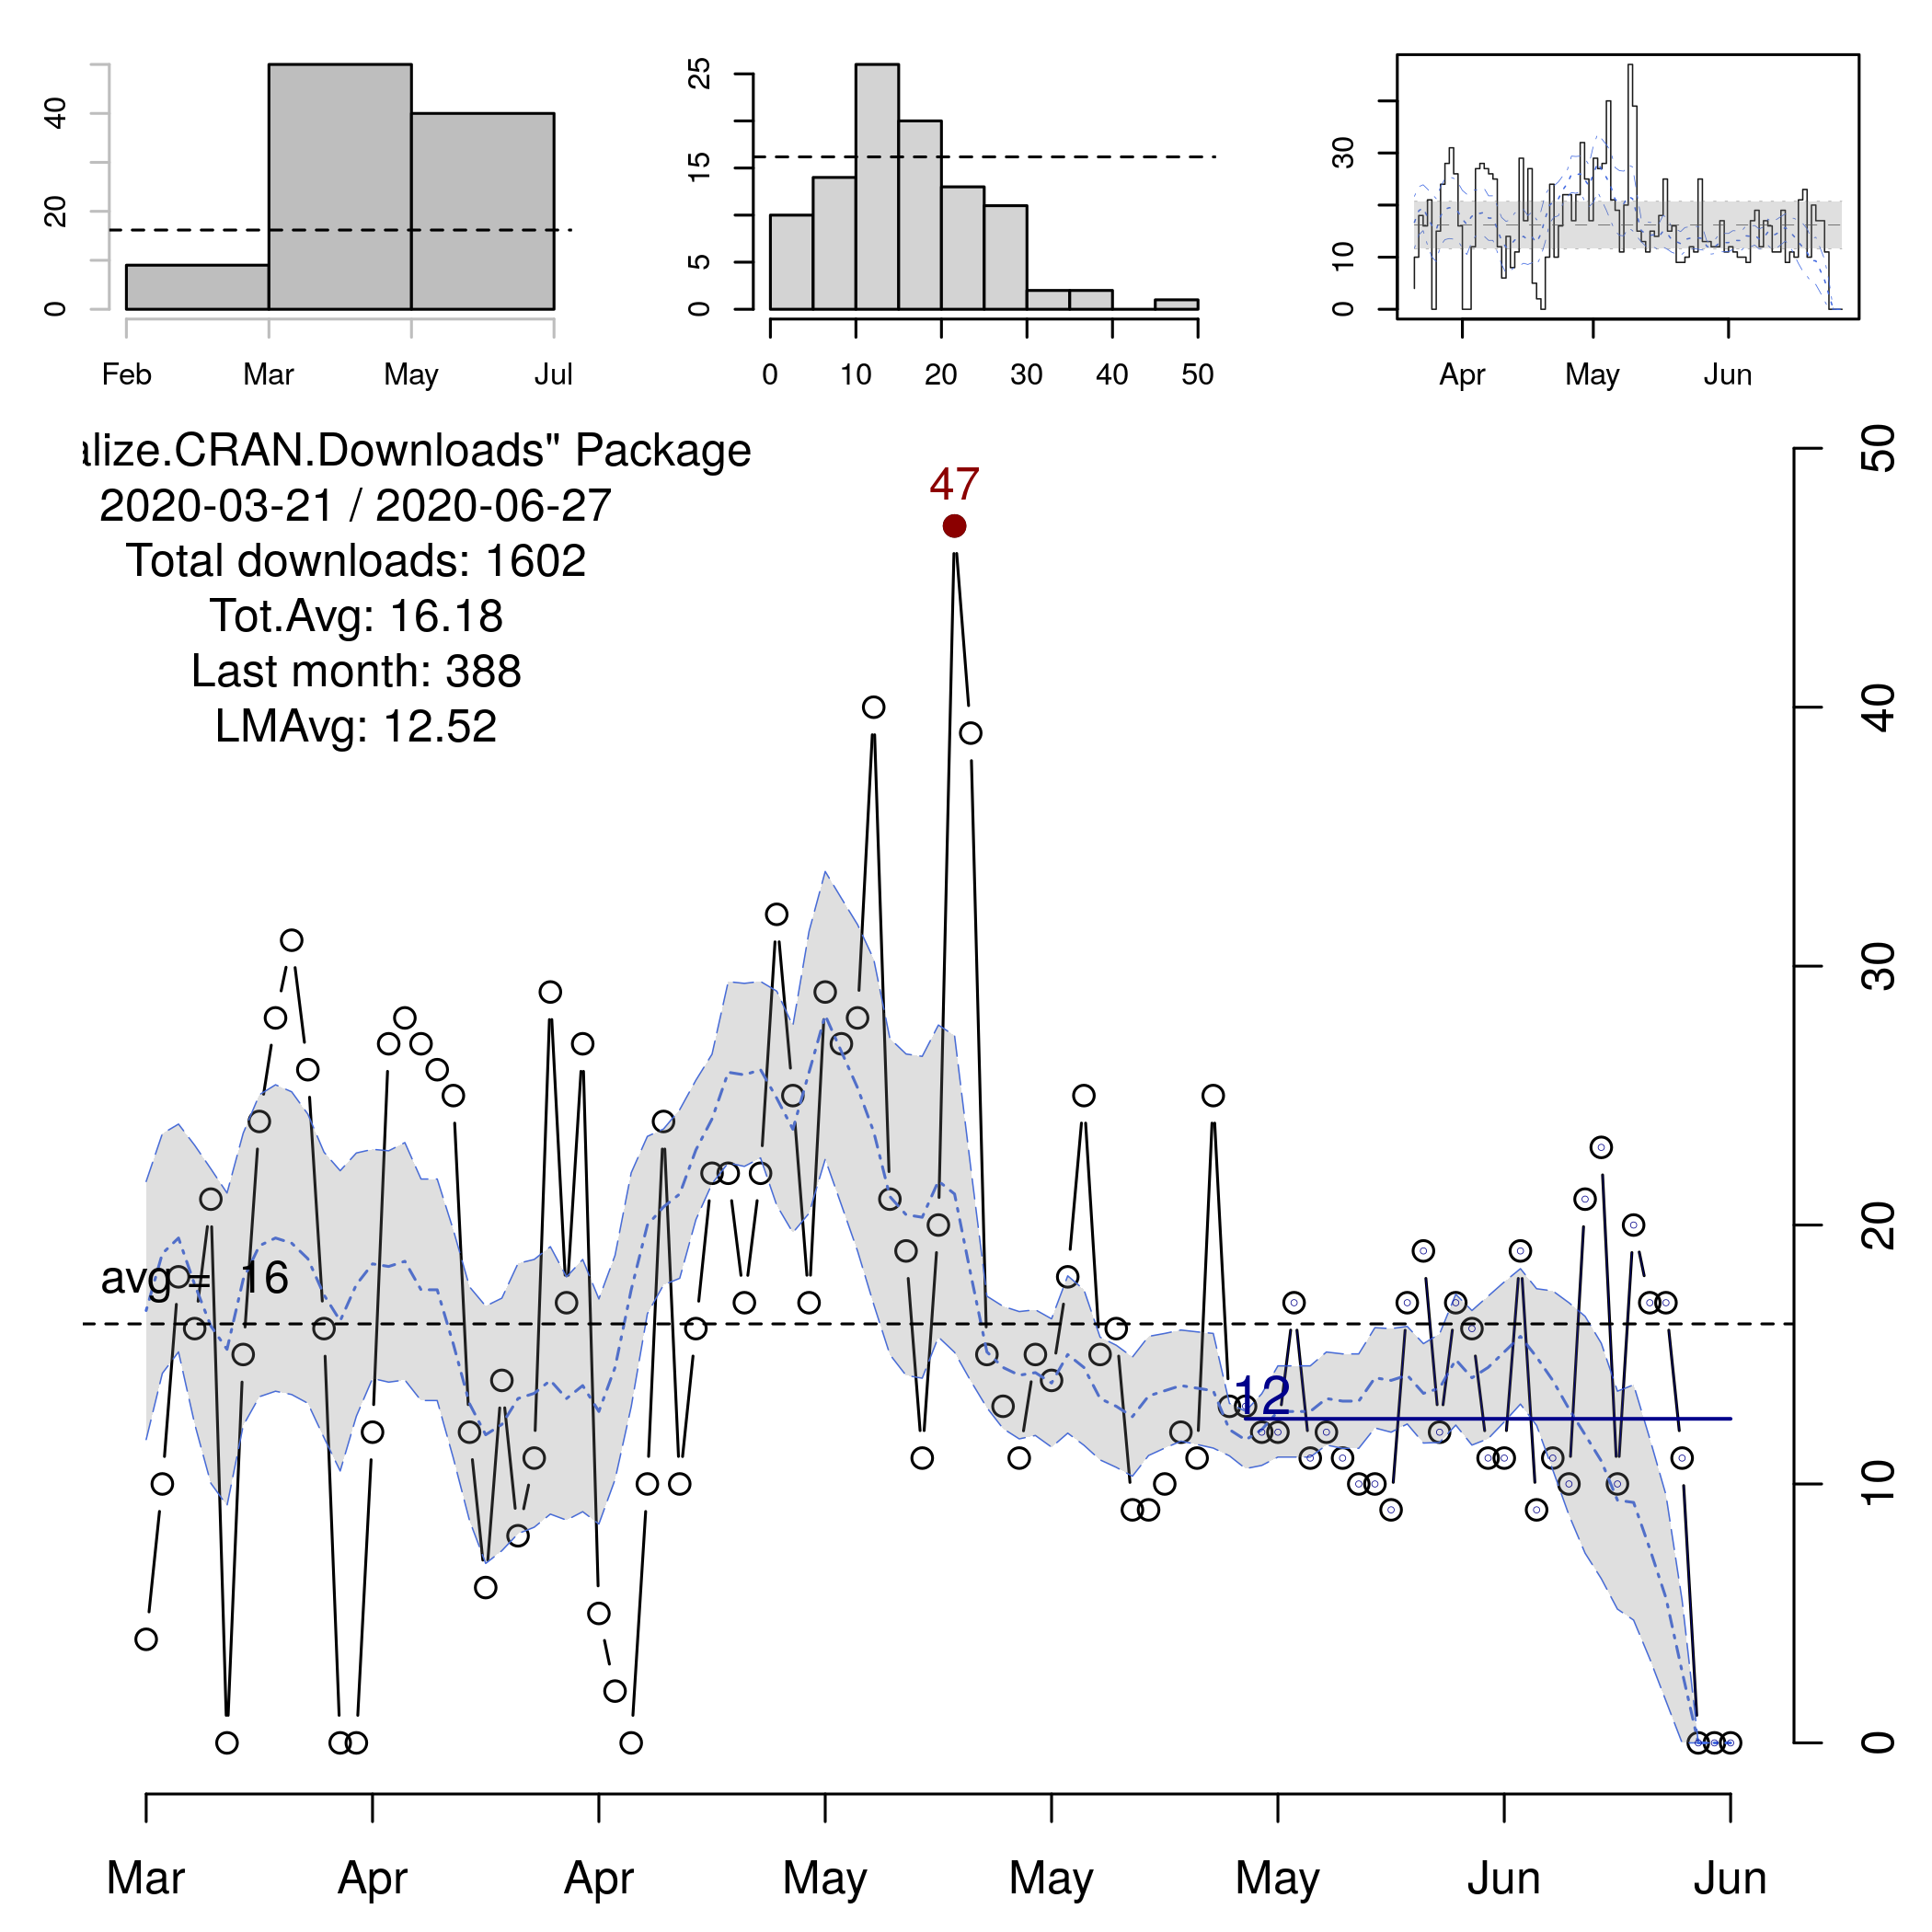 40
20
0
Feb Mar May Jul
25
15
5
0
0 10 20 30 40 50
30
10
0
Apr May Jun
alize.CRAN.Downloads" Package
2020-03-21 / 2020-06-27
Total downloads: 1602
Tot.Avg: 16.18
Last month: 388
LMAvg: 12.52
47
avg = 16
12
50
40
30
20
10
0
Mar Apr Apr May May May Jun Jun